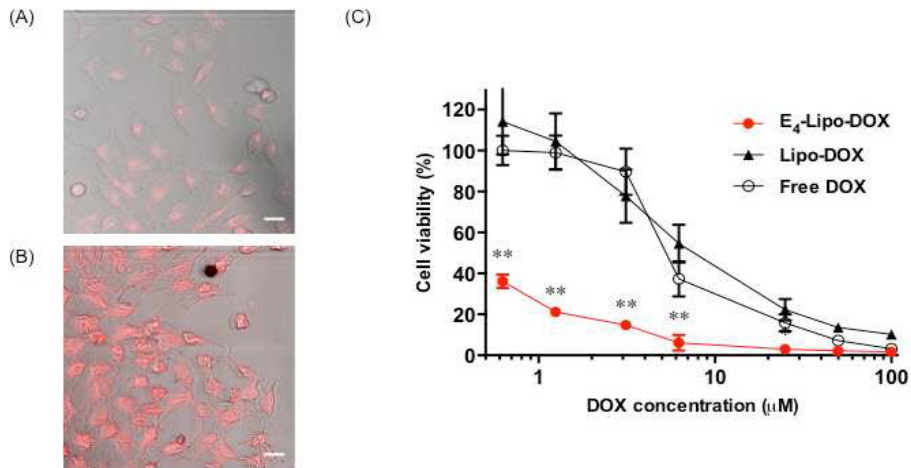 (A)
(B)
(C)
Cell viability (%)
120
100
80
60
40
20
0
**
**
**
**
E₄-Lipo-DOX
Lipo-DOX
Free DOX
1
10
100
DOX concentration (μM)